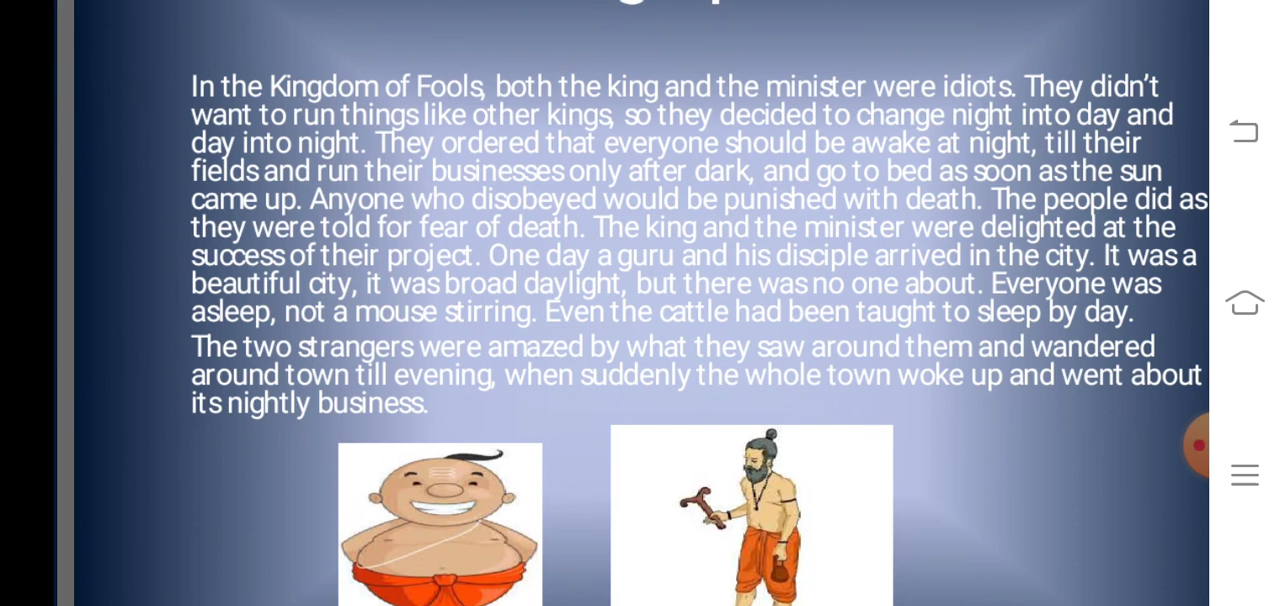 In the Kingdom of Fools, both the king and the minister were idiots. They didn't
want to run things like other kings, so they decided to change night into day and
day into night. They ordered that everyone should be awake at night, till their
fields and run their businesses only after dark, and go to bed as soon as the sun
came up. Anyone who disobeyed would be punished with death. The people did as
they were told for fear of death. The king and the minister were delighted at the
success of their project. One day a guru and his disciple arrived in the city. It was a
beautiful city, it was broad daylight, but there was no one about. Everyone was
asleep, not a mouse stirring. Even the cattle had been taught to sleep by day.
The two strangers were amazed by what they saw around them and wandered
around town till evening, when suddenly the whole town woke up and went about
its nightly business.